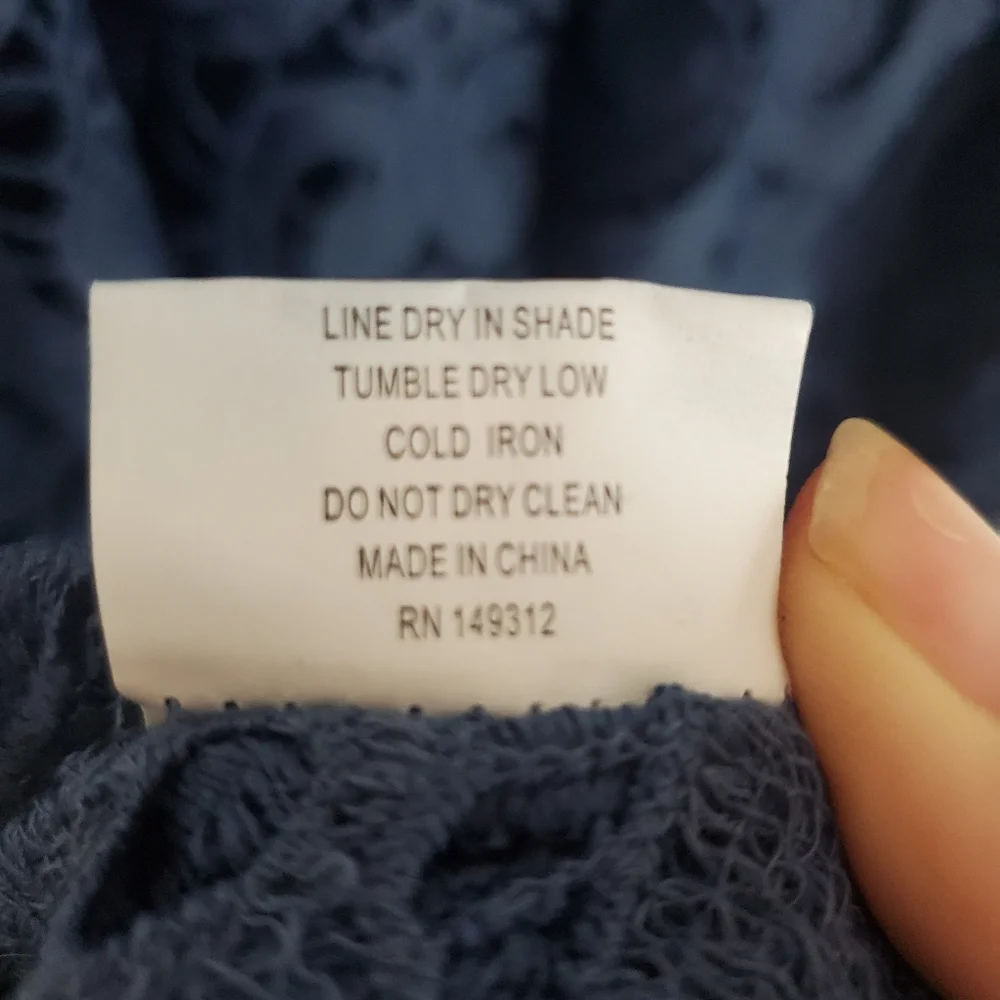 LINE DRY IN SHADE
TUMBLE DRY LOW
COLD IRON
DO NOT DRY CLEAN
MADE IN CHINA
RN 149312